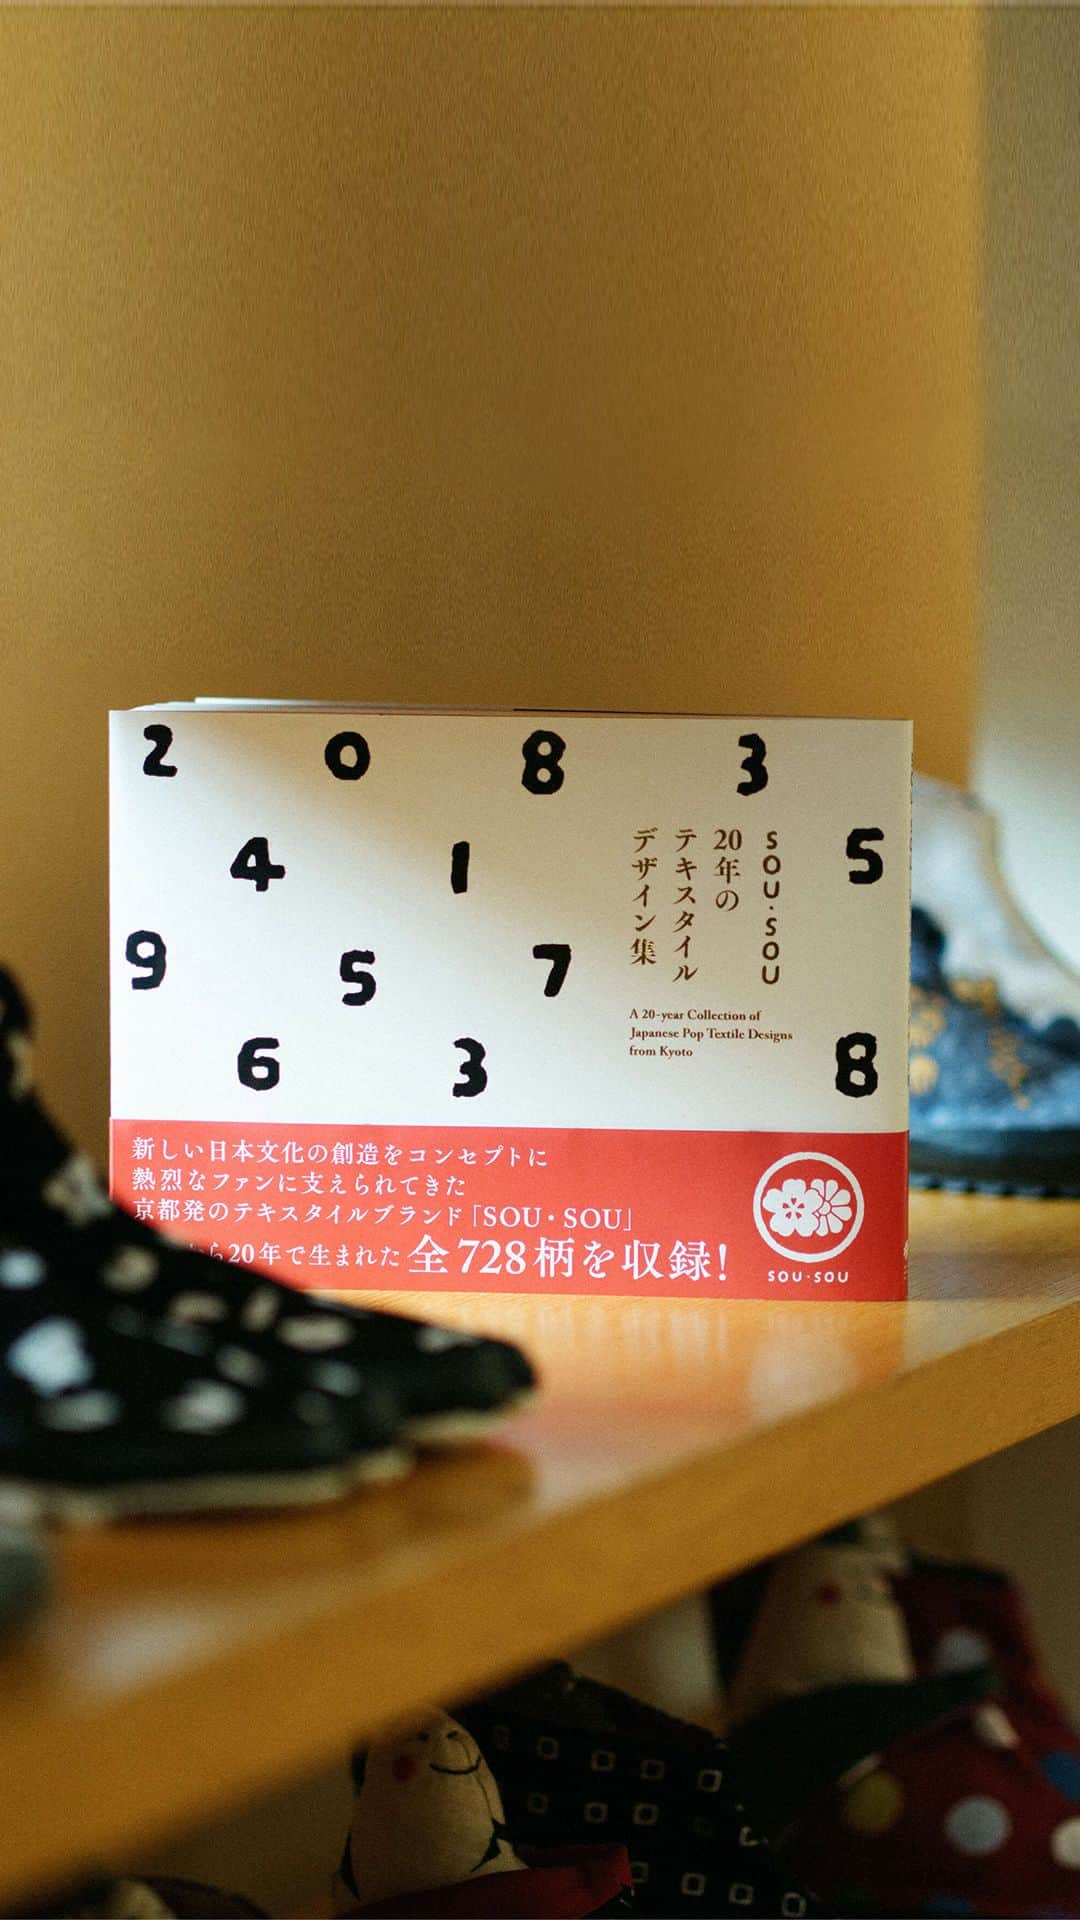 2 0 8 3
4 1 5
9 5 7
6 3 8
SOU・SOU
20年の
テキスタイル
デザイン集
A 20-year Collection of
Japanese Pop Textile Designs
from Kyoto
新しい日本文化の創造をコンセプトに
熱烈なファンに支えられてきた
京都発のテキスタイルブランド「SOU・SOU」
から20年で生まれた 全728柄を収録!
SOU・SOU